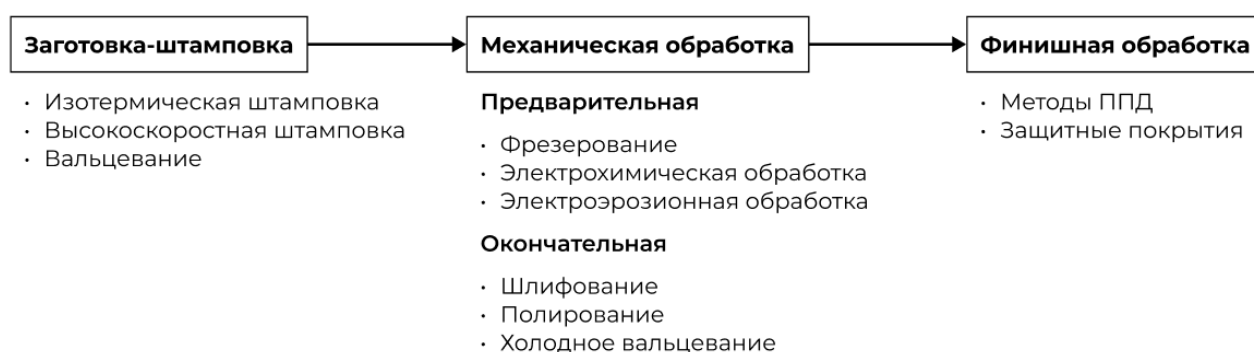 Заготовка-штамповка
• Изотермическая штамповка
• Высокоскоростная штамповка
• Вальцевание
Механическая обработка
Предварительная
• Фрезерование
• Электрохимическая обработка
• Электроэрозионная обработка
Окончательная
• Шлифование
• Полирование
• Холодное вальцевание
Финишная обработка
• Методы ППД
• Защитные покрытия